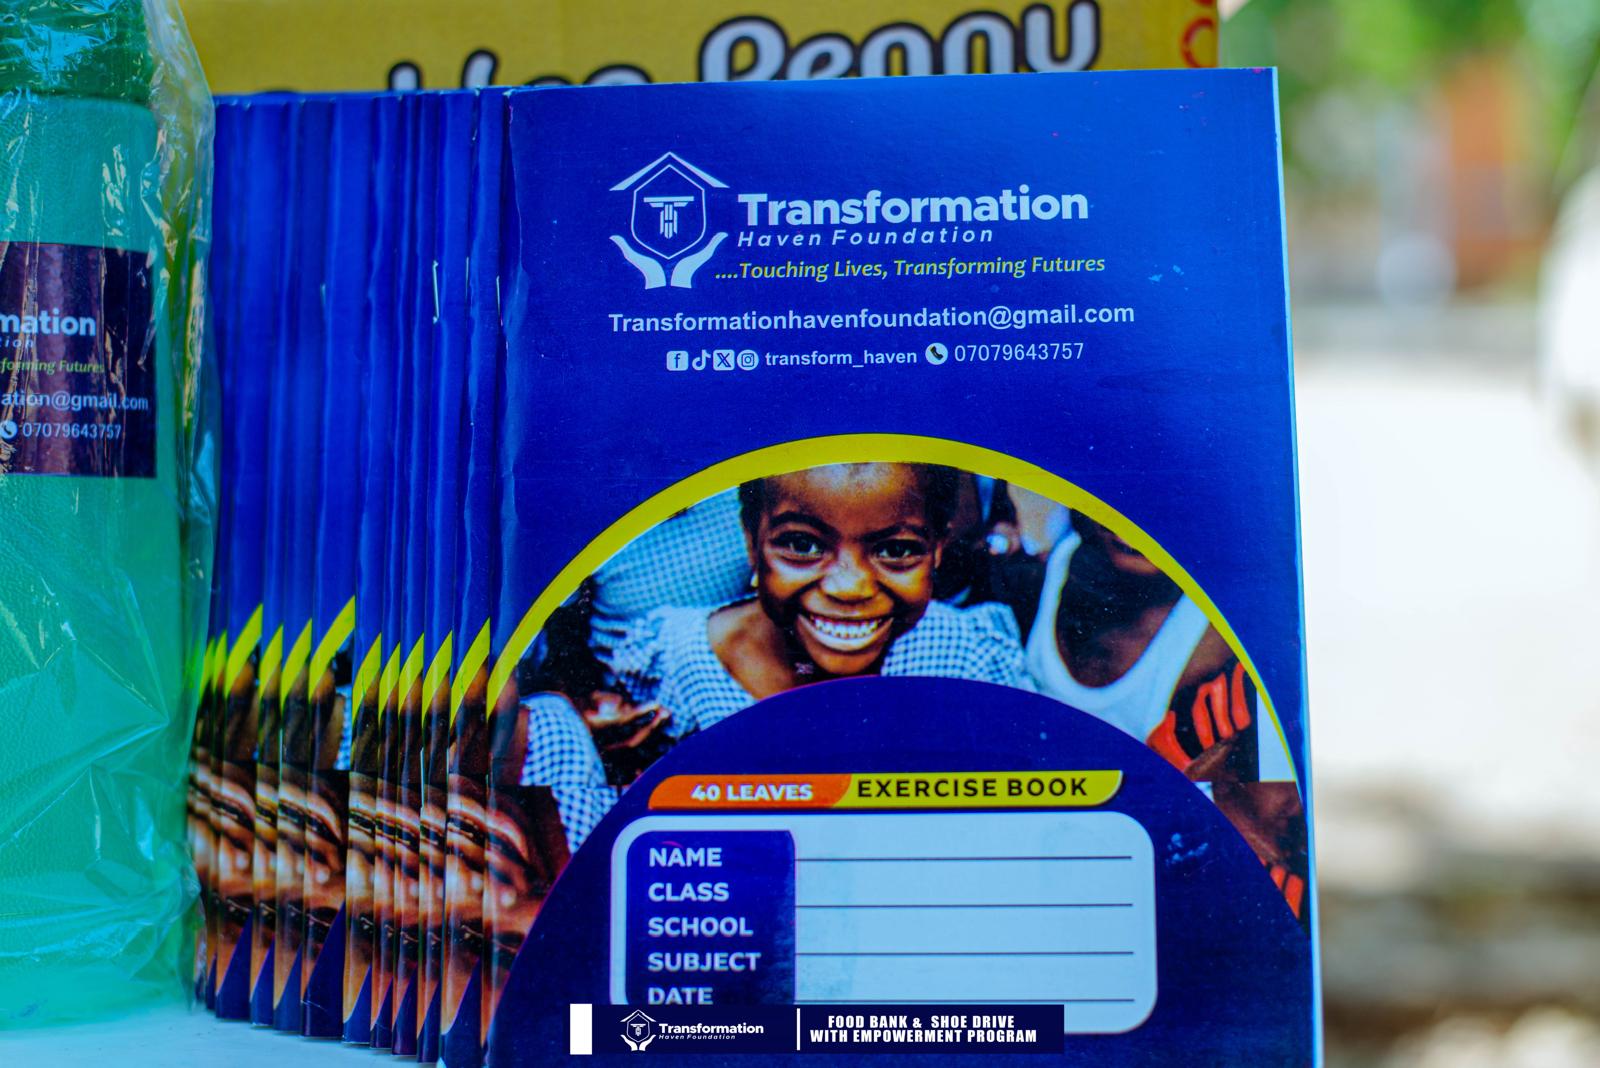 Penny
Transformation
Haven Foundation
....Touching Lives, Transforming Futures
Transformationhavenfoundation@gmail.com
transform_haven 07079643757
mation
tion
forming Futures
ation@gmail.com
07079643757
40 LEAVES EXERCISE BOOK
NAME
CLASS
SCHOOL
SUBJECT
DATE
Transformation
Haven Foundation
FOOD BANK & SHOE DRIVE
WITH EMPOWERMENT PROGRAM